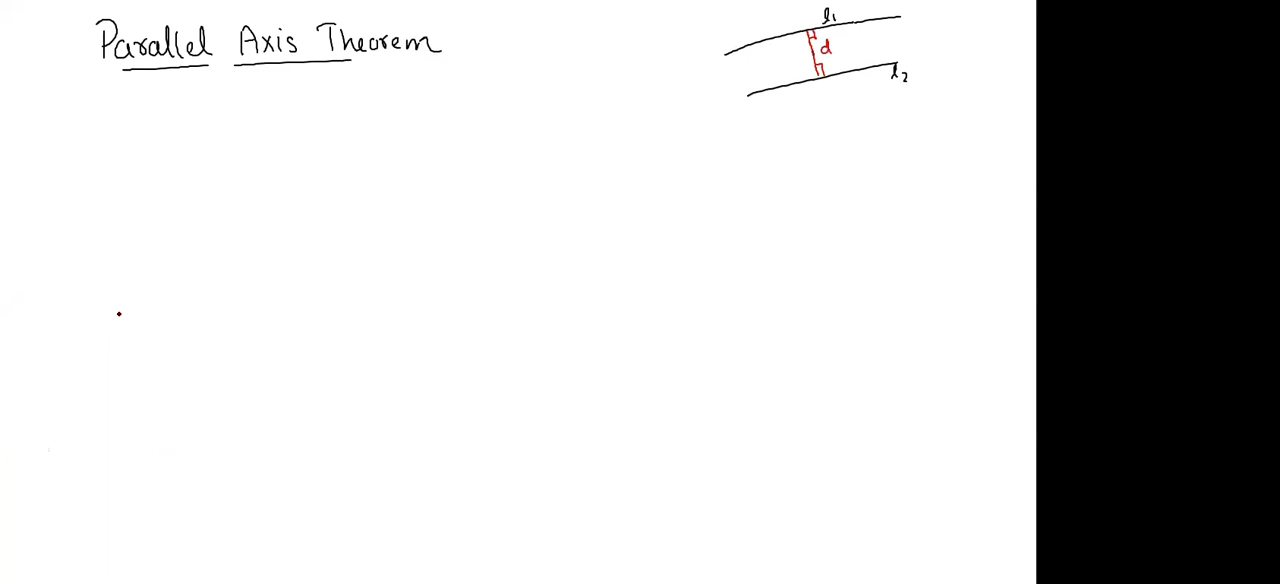 Parallel Axis Theorem
l₁
d
l₂